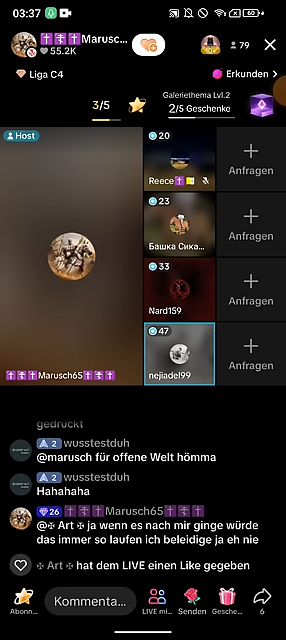 03:37
60
✝️☦️✝️Marusc...
55.2K
79
Liga C4
Erkunden >
3/5
Galeriethema Lvl.2
2/5 Geschenke
Host
20
Reece✝️
Anfragen
23
Башка Сика...
Anfragen
33
Nard159
Anfragen
47
nejiadel99
Anfragen
✝️☦️✝️Marusch65✝️☦️✝️
gedrückt
2 wusstestduh
@marusch für offene Welt hömma
2 wusstestduh
Hahahaha
26 ✝️☦️✝️Marusch65✝️☦️✝️
@✠ Art ✠ ja wenn es nach mir ginge würde
das immer so laufen ich beleidige ja eh nie
✠ Art ✠ hat dem LIVE einen Like gegeben
Abonn...
Kommenta...
LIVE mi...
Senden
Gesche...
6